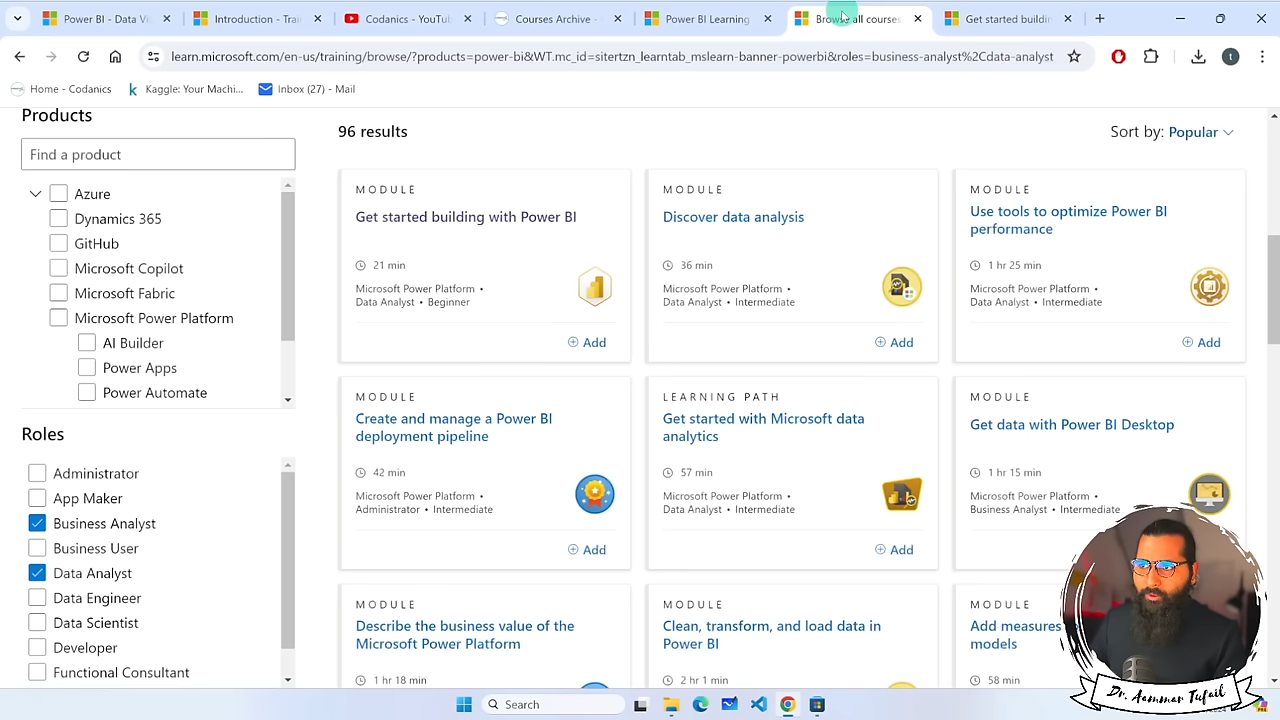 Power BI - Data Vi
Introduction - Train
Codanics - YouTu
Courses Archive -
Power BI Learning
Browse all courses
Get started buildin
learn.microsoft.com/en-us/training/browse/?products=power-bi&WT.mc_id=sitertzn_learntab_mslearn-banner-powerbi&roles=business-analyst%2Cdata-analyst
t
Home - Codanics
Kaggle: Your Machi...
Inbox (27) - Mail
Products
Find a product
Azure
Dynamics 365
GitHub
Microsoft Copilot
Microsoft Fabric
Microsoft Power Platform
AI Builder
Power Apps
Power Automate
Roles
Administrator
App Maker
Business Analyst
Business User
Data Analyst
Data Engineer
Data Scientist
Developer
Functional Consultant
96 results
Sort by: Popular
MODULE
Get started building with Power BI
21 min
Microsoft Power Platform •
Data Analyst • Beginner
Add
MODULE
Discover data analysis
36 min
Microsoft Power Platform •
Data Analyst • Intermediate
Add
MODULE
Use tools to optimize Power BI
performance
1 hr 25 min
Microsoft Power Platform •
Data Analyst • Intermediate
Add
MODULE
Create and manage a Power BI
deployment pipeline
42 min
Microsoft Power Platform •
Administrator • Intermediate
Add
LEARNING PATH
Get started with Microsoft data
analytics
57 min
Microsoft Power Platform •
Data Analyst • Intermediate
Add
MODULE
Get data with Power BI Desktop
1 hr 15 min
Microsoft Power Platform •
Business Analyst • Intermediate
MODULE
Describe the business value of the
Microsoft Power Platform
1 hr 18 min
MODULE
Clean, transform, and load data in
Power BI
2 hr 1 min
MODULE
Add measures
models
58 min
Dr. Aammar Tufail
Search